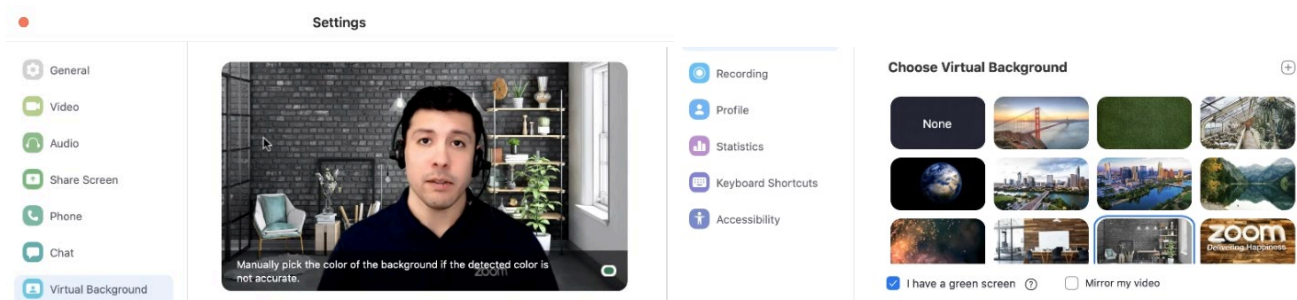 Settings
General
Video
Audio
Share Screen
Phone
Chat
Virtual Background
Manually pick the color of the background if the detected color is
not accurate.
zoom
Recording
Profile
Statistics
Keyboard Shortcuts
Accessibility
Choose Virtual Background
None
zoom
Delivering Happiness
I have a green screen
Mirror my video